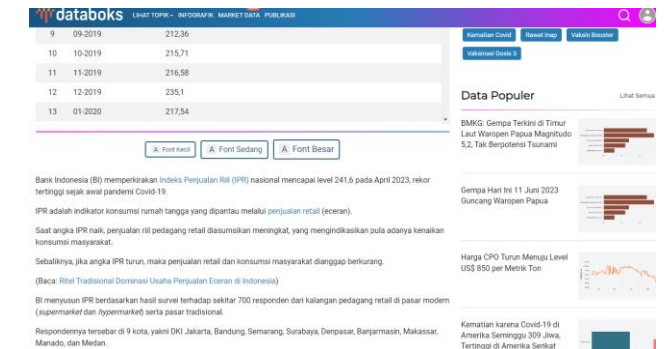 databoks LIHAT TOPIK INFOGRAFIK MARKET DATA PUBLIKASI
9 09-2019 212,36
10 10-2019 215,71
11 11-2019 216,58
12 12-2019 235,1
13 01-2020 217,54
A Font Kecil A Font Sedang A Font Besar
Bank Indonesia (BI) memperkirakan Indeks Penjualan Riil (IPR) nasional mencapai level 241,6 pada April 2023, rekor
tertinggi sejak awal pandemi Covid-19.
IPR adalah indikator konsumsi rumah tangga yang dipantau melalui penjualan retail (eceran).
Saat angka IPR naik, penjualan riil pedagang retail diasumsikan meningkat, yang mengindikasikan pula adanya kenaikan
konsumsi masyarakat.
Sebaliknya, jika angka IPR turun, maka penjualan retail dan konsumsi masyarakat dianggap berkurang.
(Baca: Ritel Tradisional Dominasi Usaha Penjualan Eceran di Indonesia)
BI menyusun IPR berdasarkan hasil survei terhadap sekitar 700 responden dari kalangan pedagang retail di pasar modern
(supermarket dan hypermarket) serta pasar tradisional.
Respondennya tersebar di 9 kota, yakni DKI Jakarta, Bandung, Semarang, Surabaya, Denpasar, Banjarmasin, Makassar,
Manado, dan Medan.
Kematian Covid Rawat Inap Vaksin Booster
Vaksinasi Dosis 3
Data Populer Lihat Semua
BMKG: Gempa Terkini di Timur
Laut Waropen Papua Magnitudo
5,2, Tak Berpotensi Tsunami
Gempa Hari Ini 11 Juni 2023
Guncang Waropen Papua
Harga CPO Turun Menuju Level
US$ 850 per Metrik Ton
Kematian karena Covid-19 di
Amerika Seminggu 309 Jiwa,
Tertinggi di Amerika Serikat